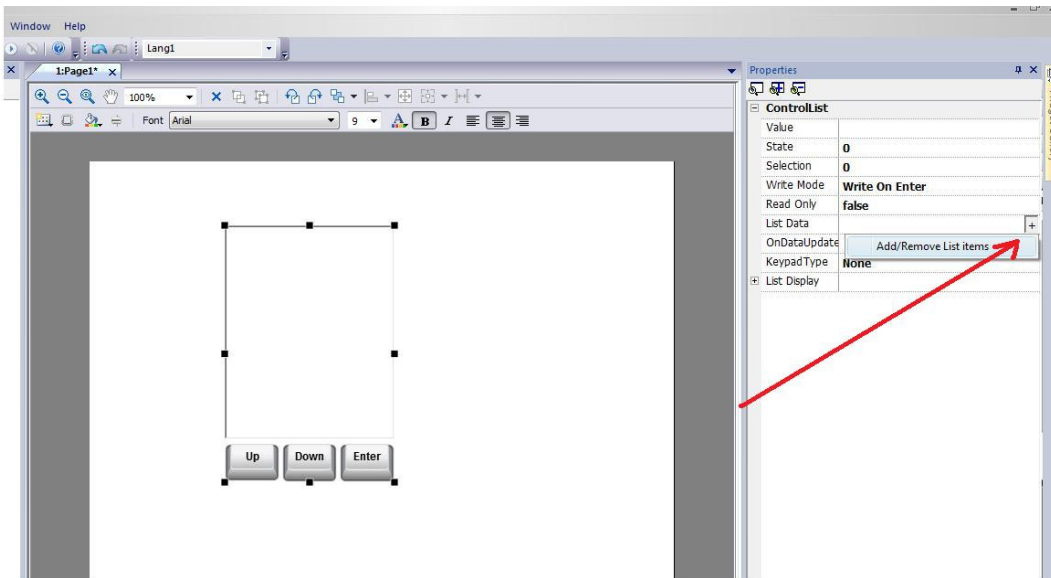 Window Help
Lang1
1:Page1* x
Properties
100%
Font Arial 9 A B I
ControlList
Value
State 0
Selection 0
Write Mode Write On Enter
Read Only false
List Data +
OnDataUpdate
Add/Remove List items
KeypadType None
List Display
Up Down Enter